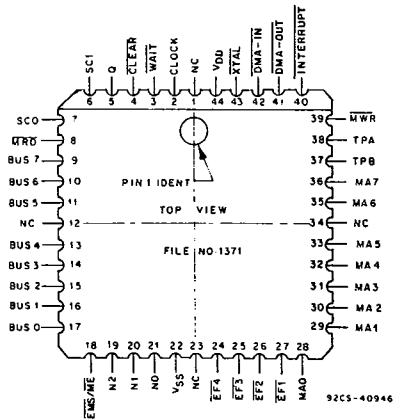 SC1 Q CLEAR WAIT CLOCK NC VDD XTAL DMA-IN DMA-OUT INTERRUPT
6 5 4 3 2 1 44 43 42 41 40
SC0 7 39 MWR
MRD 8 38 TPA
BUS 7 9 37 TPB
BUS 6 10 PIN 1 IDENT 36 MA7
BUS 5 11 35 MA6
TOP VIEW
NC 12 34 NC
BUS 4 13 FILE NO-1371 33 MA5
BUS 3 14 32 MA4
BUS 2 15 31 MA3
BUS 1 16 30 MA2
BUS 0 17 29 MA1
18 19 20 21 22 23 24 25 26 27 28
EMS/ME N2 N1 N0 VSS NC EF4 EF3 EF2 EF1 MA0
92CS-40946